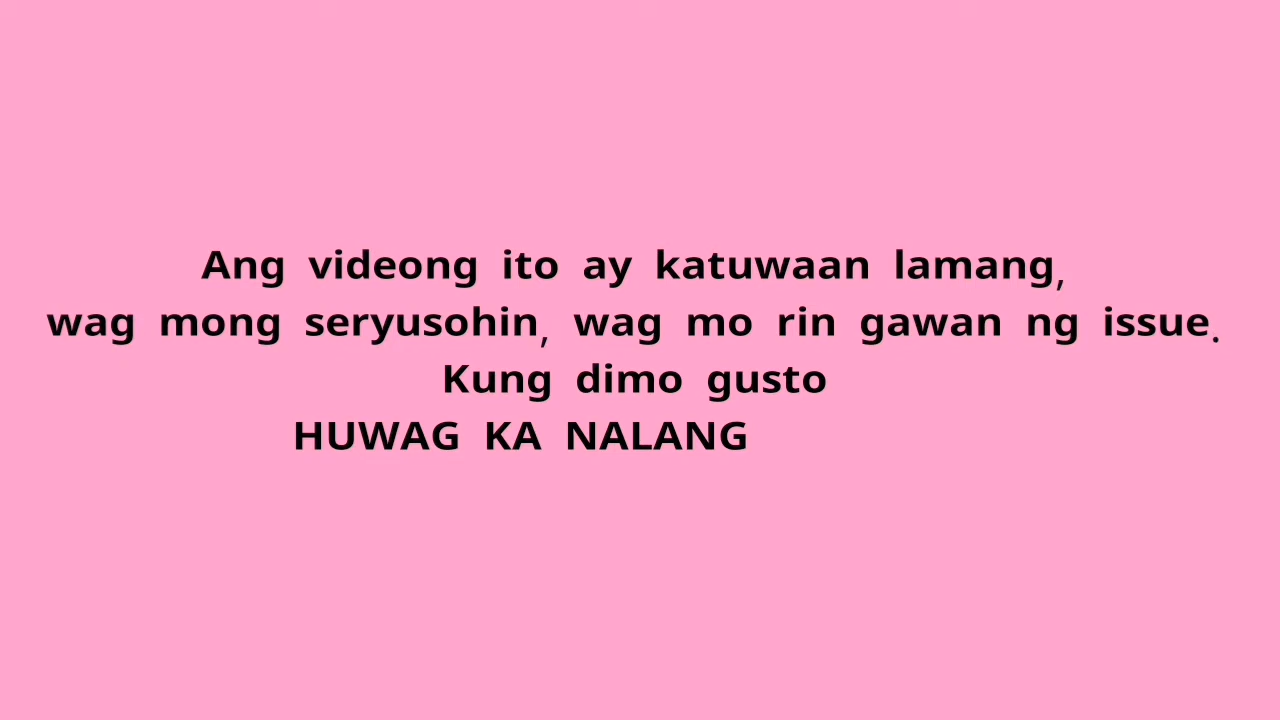 Ang videong ito ay katuwaan lamang,
wag mong seryusohin, wag mo rin gawan ng issue.
Kung dimo gusto
HUWAG KA NALANG